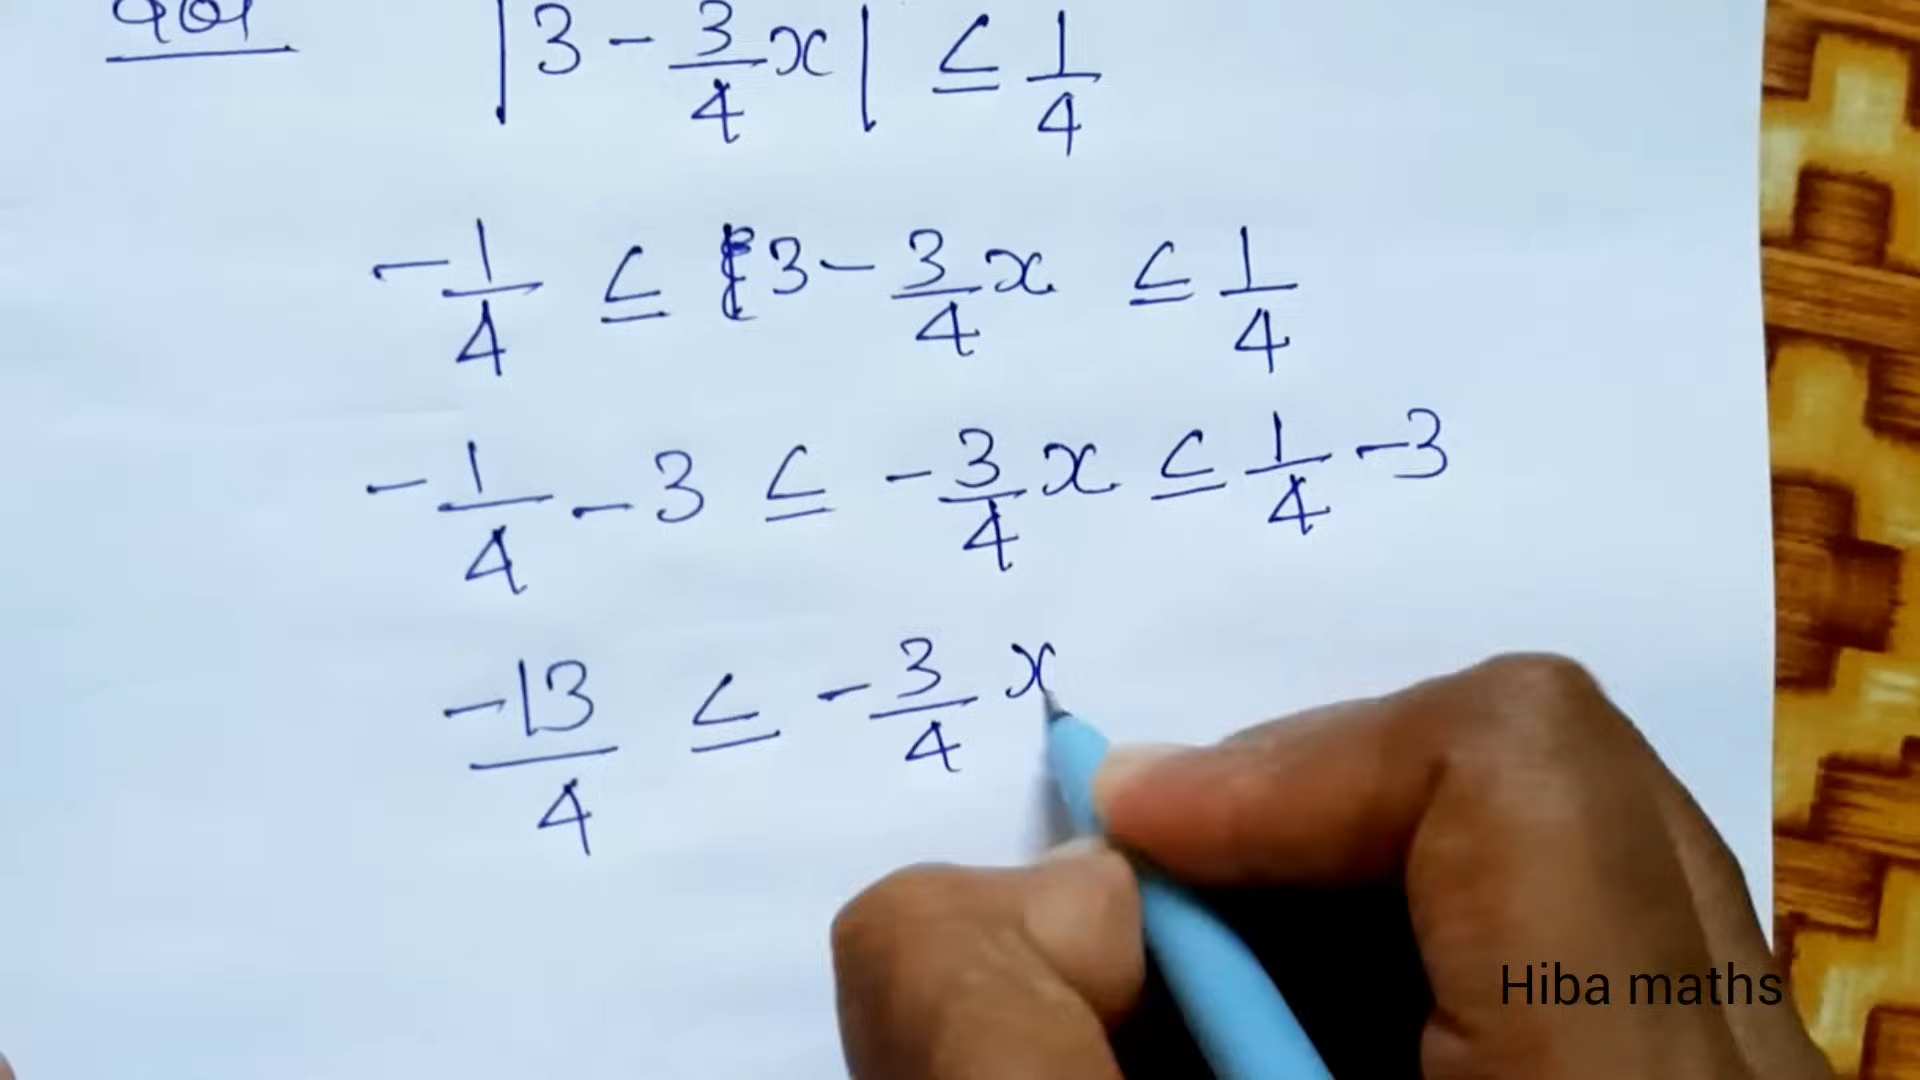 |3 - 3/4 x| ≤ 1/4
-1/4 ≤ 3 - 3/4 x ≤ 1/4
-1/4 - 3 ≤ -3/4 x ≤ 1/4 - 3
-13/4 ≤ -3/4 x
Hiba maths